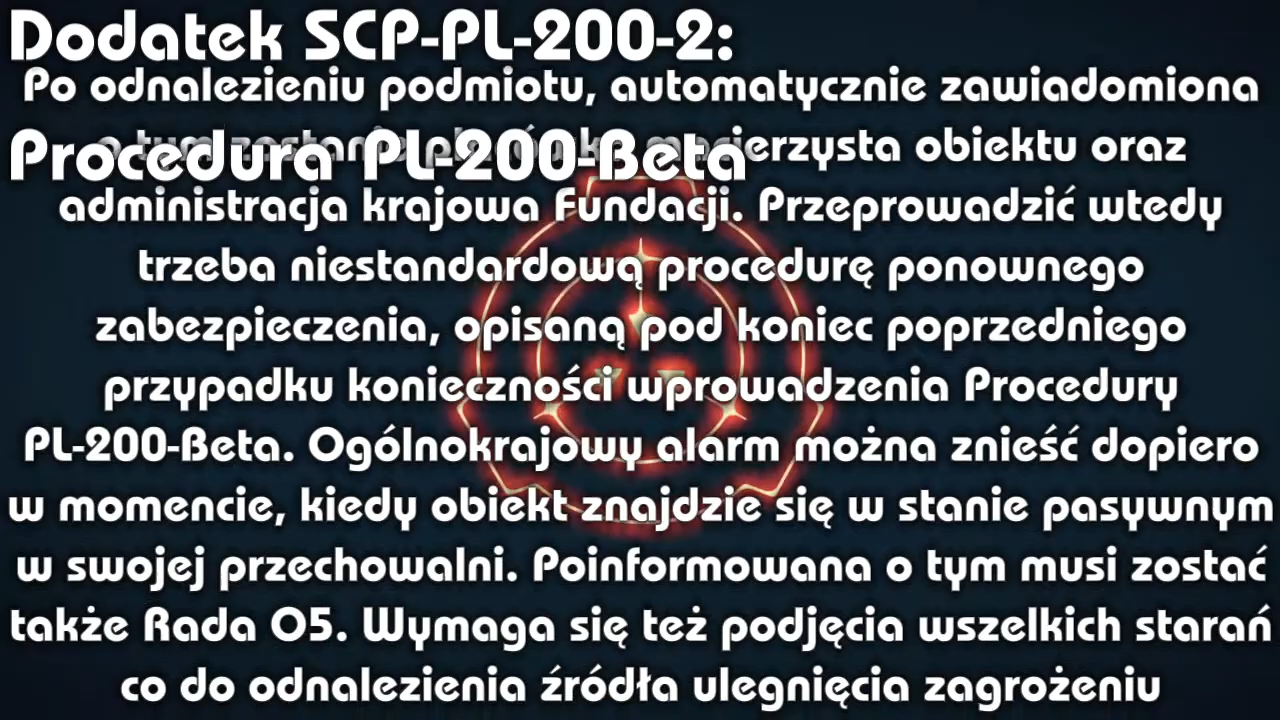 Dodatek SCP-PL-200-2:
Po odnalezieniu podmiotu, automatycznie zawiadomiona
o tym zostanie obiektu oraz
Procedura PL-200-Beta
administracja krajowa Fundacji. Przeprowadzić wtedy
trzeba niestandardową procedurę ponownego
zabezpieczenia, opisaną pod koniec poprzedniego
przypadku konieczności wprowadzenia Procedury
PL-200-Beta. Ogólnokrajowy alarm można znieść dopiero
w momencie, kiedy obiekt znajdzie się w stanie pasywnym
w swojej przechowalni. Poinformowana o tym musi zostać
także Rada O5. Wymaga się też podjęcia wszelkich starań
co do odnalezienia źródła ulegnięcia zagrożeniu